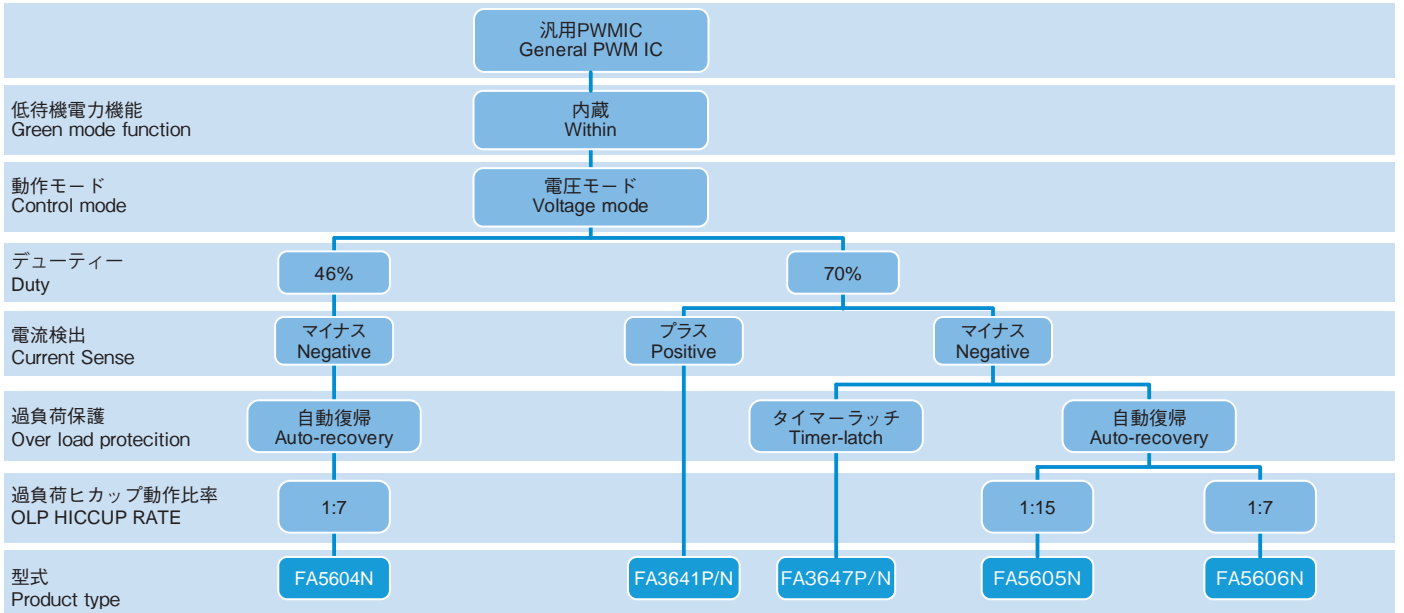 汎用PWMIC
General PWM IC
低待機電力機能
Green mode function
内蔵
Within
動作モード
Control mode
電圧モード
Voltage mode
デューティー
Duty
46%
70%
電流検出
Current Sense
マイナス
Negative
プラス
Positive
マイナス
Negative
過負荷保護
Over load protecition
自動復帰
Auto-recovery
タイマーラッチ
Timer-latch
自動復帰
Auto-recovery
過負荷ヒカップ動作比率
OLP HICCUP RATE
1:7
1:15
1:7
型式
Product type
FA5604N
FA3641P/N
FA3647P/N
FA5605N
FA5606N